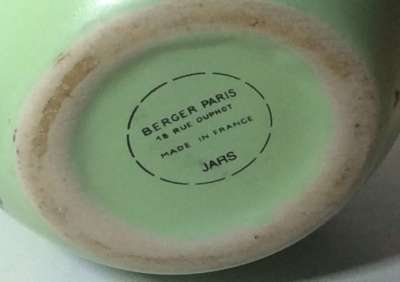 BERGER PARIS
18 RUE DUPHOT
MADE IN FRANCE
JARS